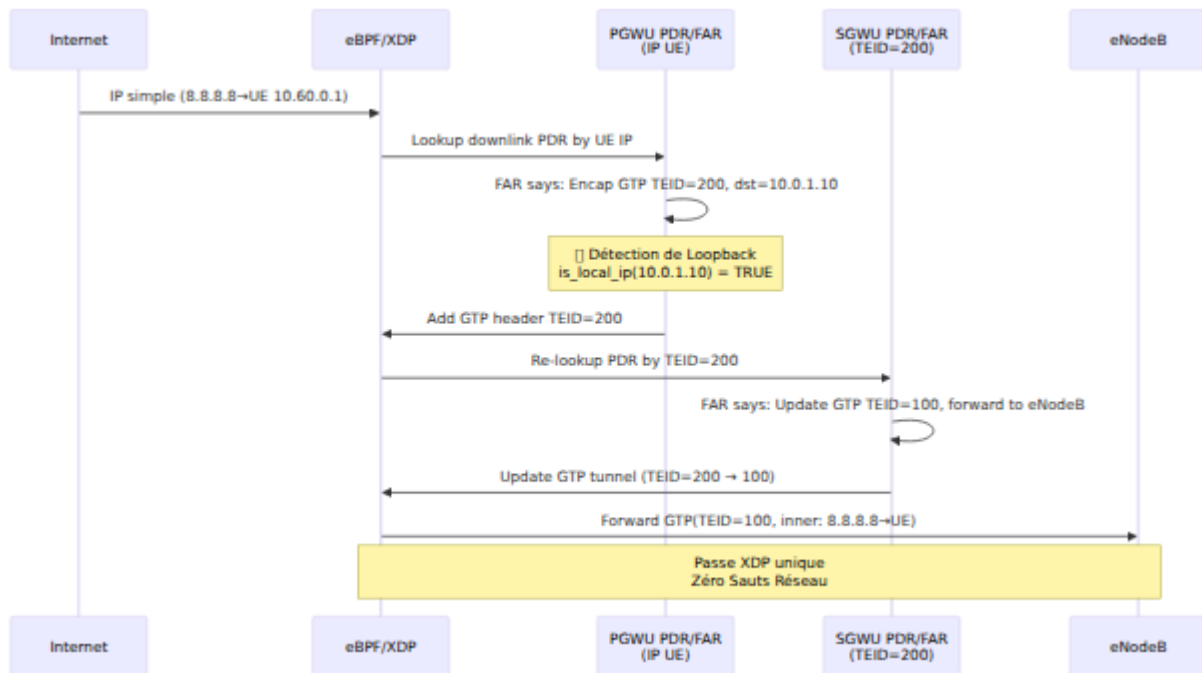 Internet
eBPF/XDP
PGWU PDR/FAR
(IP UE)
SGWU PDR/FAR
(TEID=200)
eNodeB
IP simple (8.8.8.8→UE 10.60.0.1)
Lookup downlink PDR by UE IP
FAR says: Encap GTP TEID=200, dst=10.0.1.10
Détection de Loopback
is_local_ip(10.0.1.10) = TRUE
Add GTP header TEID=200
Re-lookup PDR by TEID=200
FAR says: Update GTP TEID=100, forward to eNodeB
Update GTP tunnel (TEID=200 → 100)
Forward GTP(TEID=100, inner: 8.8.8.8→UE)
Passe XDP unique
Zéro Sauts Réseau
Internet
eBPF/XDP
PGWU PDR/FAR
(IP UE)
SGWU PDR/FAR
(TEID=200)
eNodeB